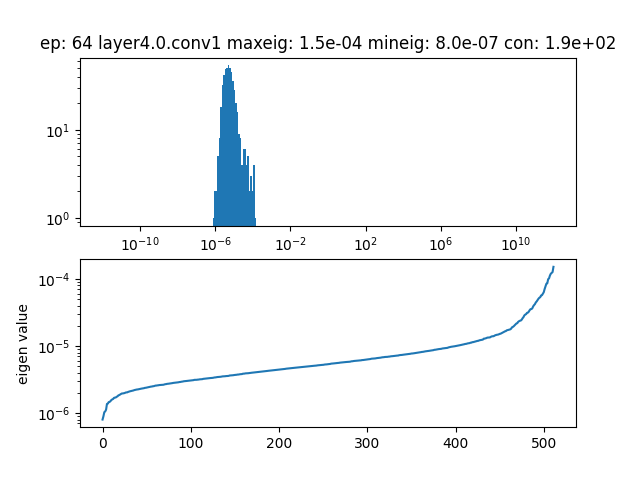 ep: 64 layer4.0.conv1 maxeig: 1.5e-04 mineig: 8.0e-07 con: 1.9e+02
10¹
10⁰
10⁻¹⁰ 10⁻⁶ 10⁻² 10² 10⁶ 10¹⁰
10⁻⁴
10⁻⁵
10⁻⁶
eigen value
0 100 200 300 400 500